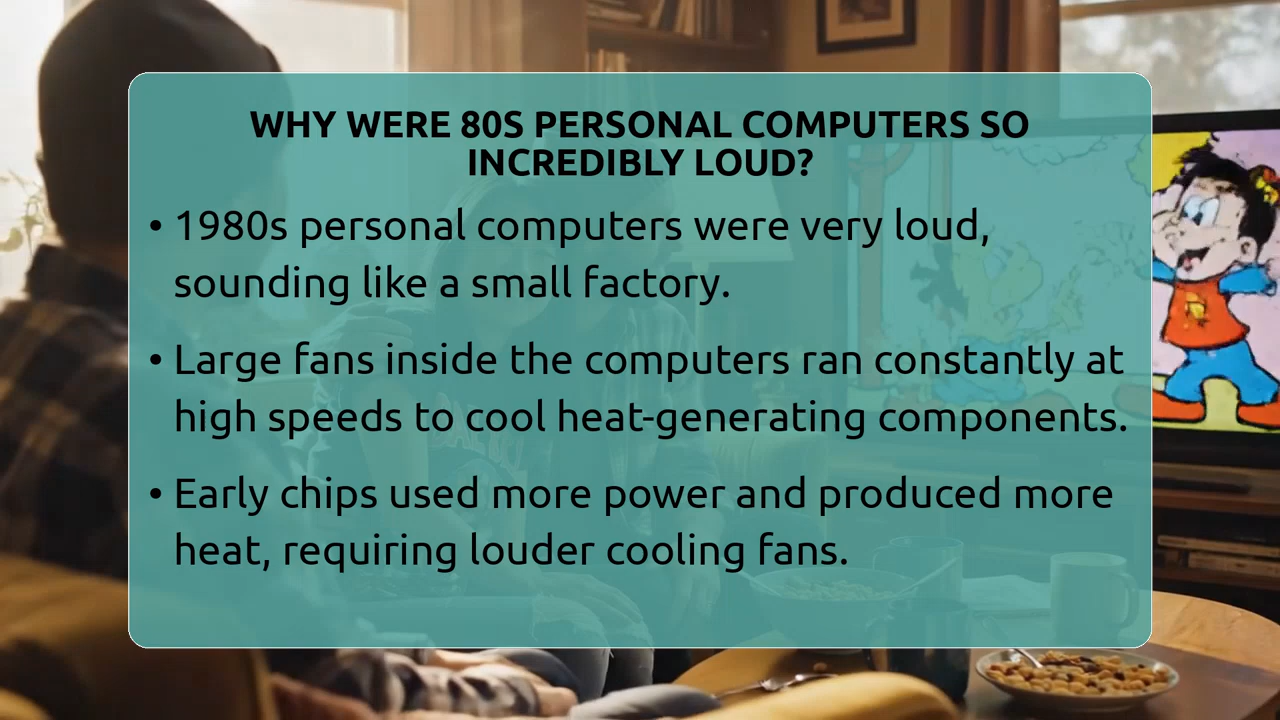 WHY WERE 80S PERSONAL COMPUTERS SO
INCREDIBLY LOUD?
• 1980s personal computers were very loud,
sounding like a small factory.
• Large fans inside the computers ran constantly at
high speeds to cool heat-generating components.
• Early chips used more power and produced more
heat, requiring louder cooling fans.